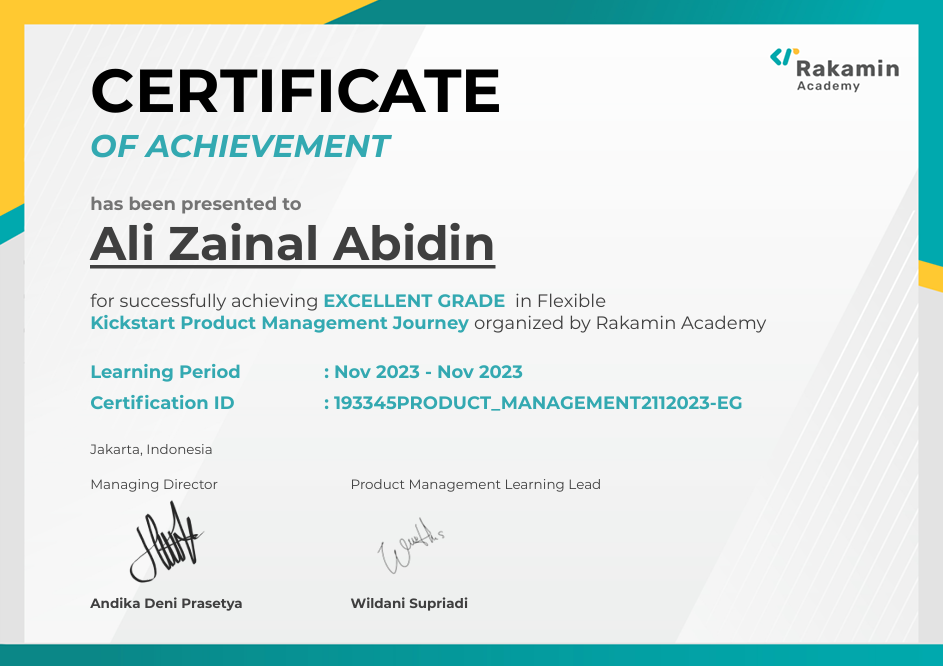 CERTIFICATE
OF ACHIEVEMENT
Rakamin
Academy
has been presented to
Ali Zainal Abidin
for successfully achieving EXCELLENT GRADE in Flexible
Kickstart Product Management Journey organized by Rakamin Academy
Learning Period : Nov 2023 - Nov 2023
Certification ID : 193345PRODUCT_MANAGEMENT2112023-EG
Jakarta, Indonesia
Managing Director
Product Management Learning Lead
Andika Deni Prasetya
Wildani Supriadi